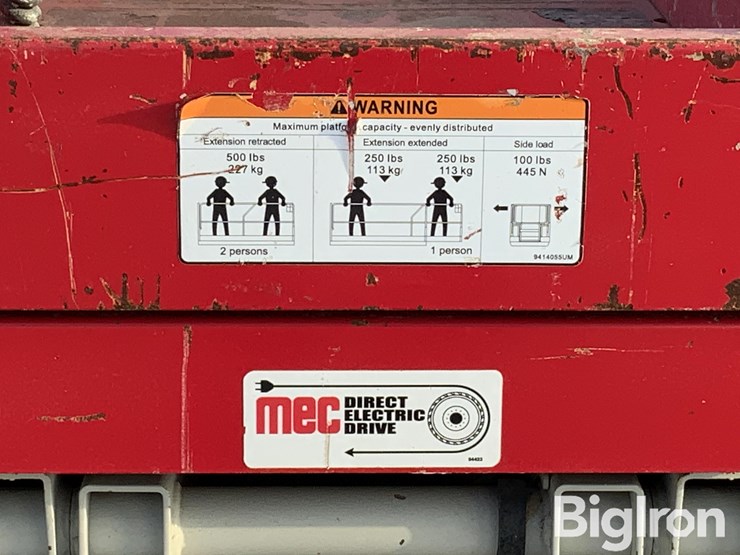 WARNING
Maximum platform capacity - evenly distributed
Extension retracted Extension extended Side load
500 lbs 250 lbs 250 lbs 100 lbs
227 kg 113 kg 113 kg 445 N
2 persons 1 person
9414055UM
mec DIRECT
ELECTRIC
DRIVE
94433
BigIron